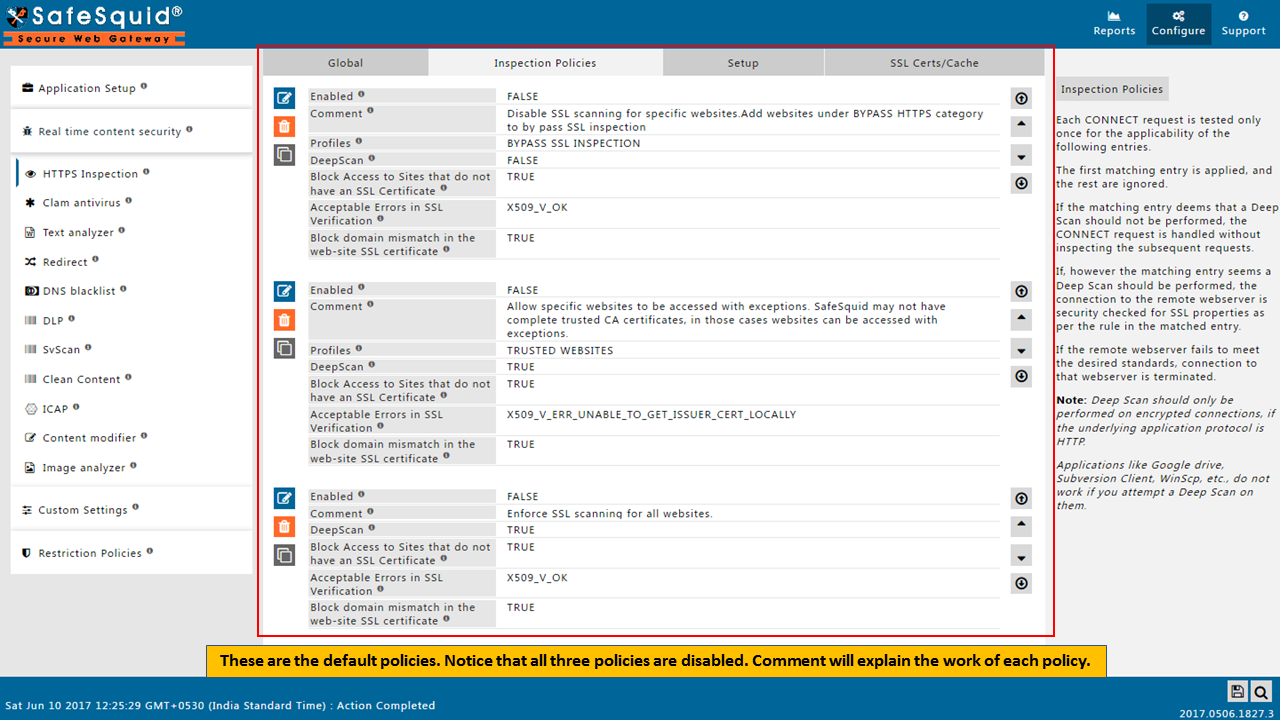 SafeSquid®
Secure Web Gateway
Reports
Configure
Support
Application Setup
Real time content security
HTTPS Inspection
Clam antivirus
Text analyzer
Redirect
DNS blacklist
DLP
SvScan
Clean Content
ICAP
Content modifier
Image analyzer
Custom Settings
Restriction Policies
Global
Inspection Policies
Setup
SSL Certs/Cache
Enabled FALSE
Comment Disable SSL scanning for specific websites.Add websites under BYPASS HTTPS category
to by pass SSL inspection
Profiles BYPASS SSL INSPECTION
DeepScan FALSE
Block Access to Sites that do not TRUE
have an SSL Certificate
Acceptable Errors in SSL X509_V_OK
Verification
Block domain mismatch in the TRUE
web-site SSL certificate
Enabled FALSE
Comment Allow specific websites to be accessed with exceptions. SafeSquid may not have
complete trusted CA certificates, in those cases websites can be accessed with
exceptions.
Profiles TRUSTED WEBSITES
DeepScan TRUE
Block Access to Sites that do not TRUE
have an SSL Certificate
Acceptable Errors in SSL X509_V_ERR_UNABLE_TO_GET_ISSUER_CERT_LOCALLY
Verification
Block domain mismatch in the TRUE
web-site SSL certificate
Enabled FALSE
Comment Enforce SSL scanning for all websites.
DeepScan TRUE
Block Access to Sites that do not TRUE
have an SSL Certificate
Acceptable Errors in SSL X509_V_OK
Verification
Block domain mismatch in the TRUE
web-site SSL certificate
Inspection Policies
Each CONNECT request is tested only
once for the applicability of the
following entries.
The first matching entry is applied, and
the rest are ignored.
If the matching entry deems that a Deep
Scan should not be performed, the
CONNECT request is handled without
inspecting the subsequent requests.
If, however the matching entry seems a
Deep Scan should be performed, the
connection to the remote webserver is
security checked for SSL properties as
per the rule in the matched entry.
If the remote webserver fails to meet
the desired standards, connection to
that webserver is terminated.
Note: Deep Scan should only be
performed on encrypted connections, if
the underlying application protocol is
HTTP.
Applications like Google drive,
Subversion Client, WinScp, etc., do not
work if you attempt a Deep Scan on
them.
These are the default policies. Notice that all three policies are disabled. Comment will explain the work of each policy.
Sat Jun 10 2017 12:25:29 GMT+0530 (India Standard Time) : Action Completed
2017.0506.1827.3